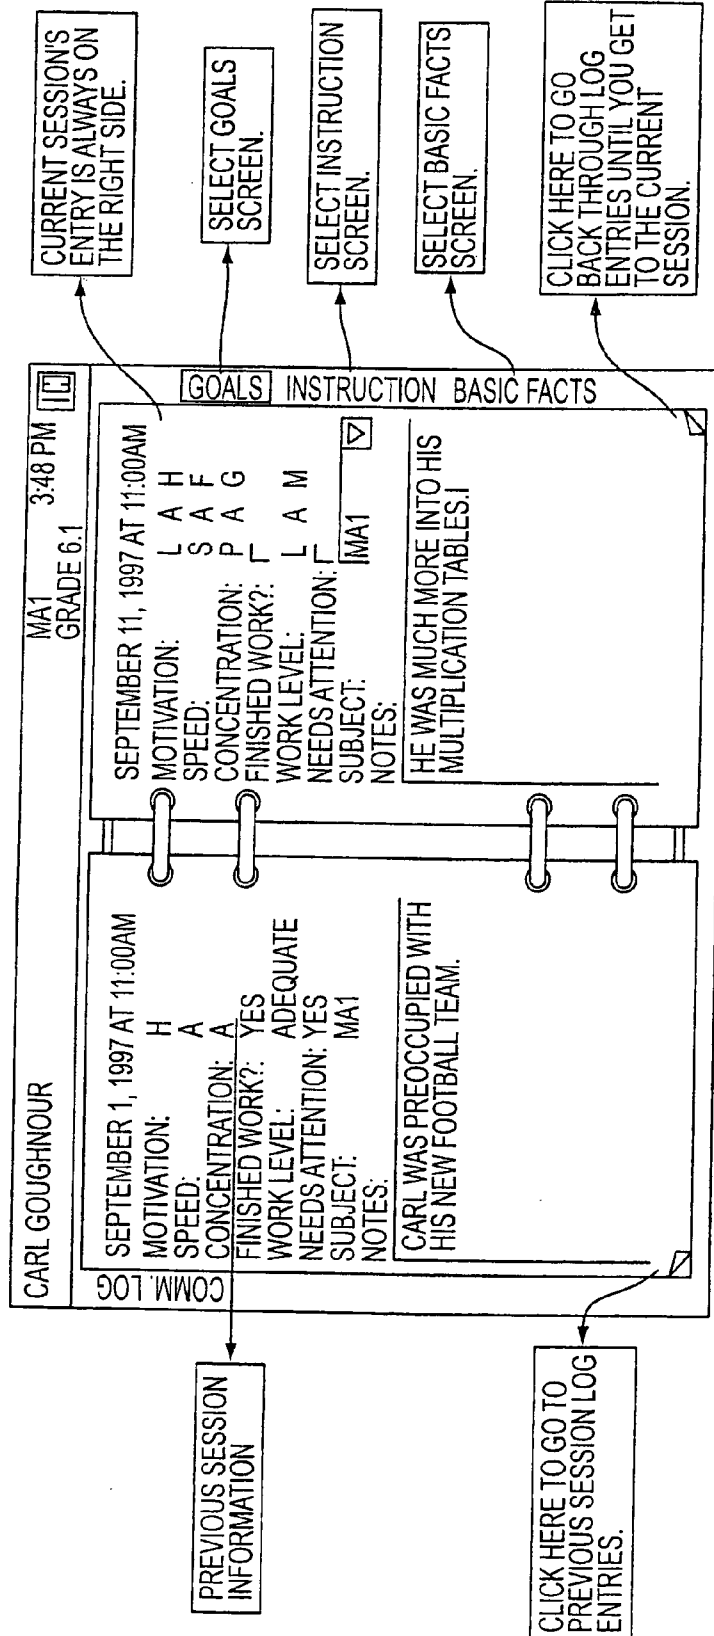 CARL GOUGHNOUR
MA1 3:48 PM
GRADE 6.1
COMM. LOG
SEPTEMBER 1, 1997 AT 11:00AM
MOTIVATION: H
SPEED: A
CONCENTRATION: A
FINISHED WORK?: YES
WORK LEVEL: ADEQUATE
NEEDS ATTENTION: YES
SUBJECT: MA1
NOTES:
CARL WAS PREOCCUPIED WITH
HIS NEW FOOTBALL TEAM.
SEPTEMBER 11, 1997 AT 11:00AM
MOTIVATION: L A H
SPEED: S A F
CONCENTRATION: P A G
FINISHED WORK?:
WORK LEVEL: L A M
NEEDS ATTENTION:
SUBJECT: MA1
NOTES:
HE WAS MUCH MORE INTO HIS
MULTIPLICATION TABLES.
GOALS
INSTRUCTION
BASIC FACTS
PREVIOUS SESSION
INFORMATION
CLICK HERE TO GO TO
PREVIOUS SESSION LOG
ENTRIES.
CURRENT SESSION'S
ENTRY IS ALWAYS ON
THE RIGHT SIDE.
SELECT GOALS
SCREEN.
SELECT INSTRUCTION
SCREEN.
SELECT BASIC FACTS
SCREEN.
CLICK HERE TO GO
BACK THROUGH LOG
ENTRIES UNTIL YOU GET
TO THE CURRENT
SESSION.